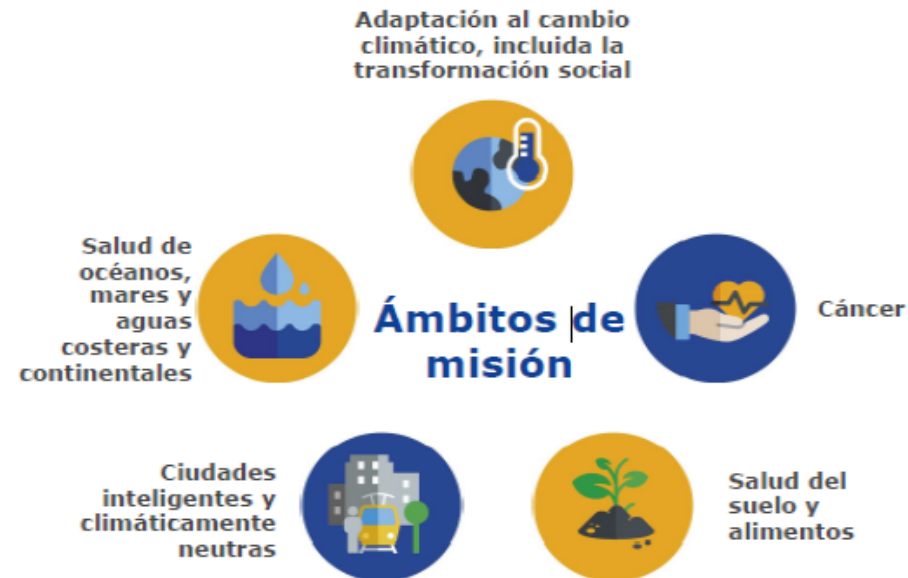 Adaptación al cambio
climático, incluida la
transformación social
Salud de
océanos,
mares y
aguas
costeras y
continentales
Ámbitos de
misión
Cáncer
Ciudades
inteligentes y
climáticamente
neutras
Salud del
suelo y
alimentos